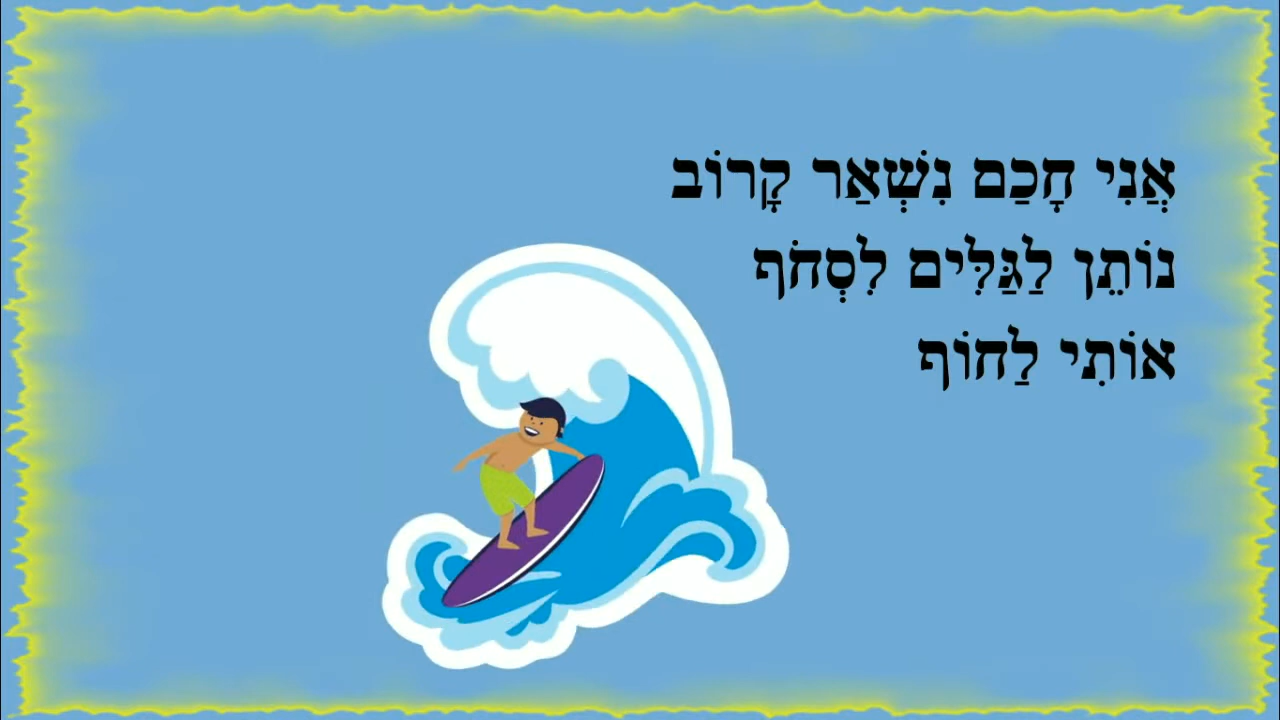 אֲנִי חָכַם נִשְׁאַר קָרוֹב
נוֹתֵן לַגַּלִּים לִסְחֹף
אוֹתִי לַחוֹף